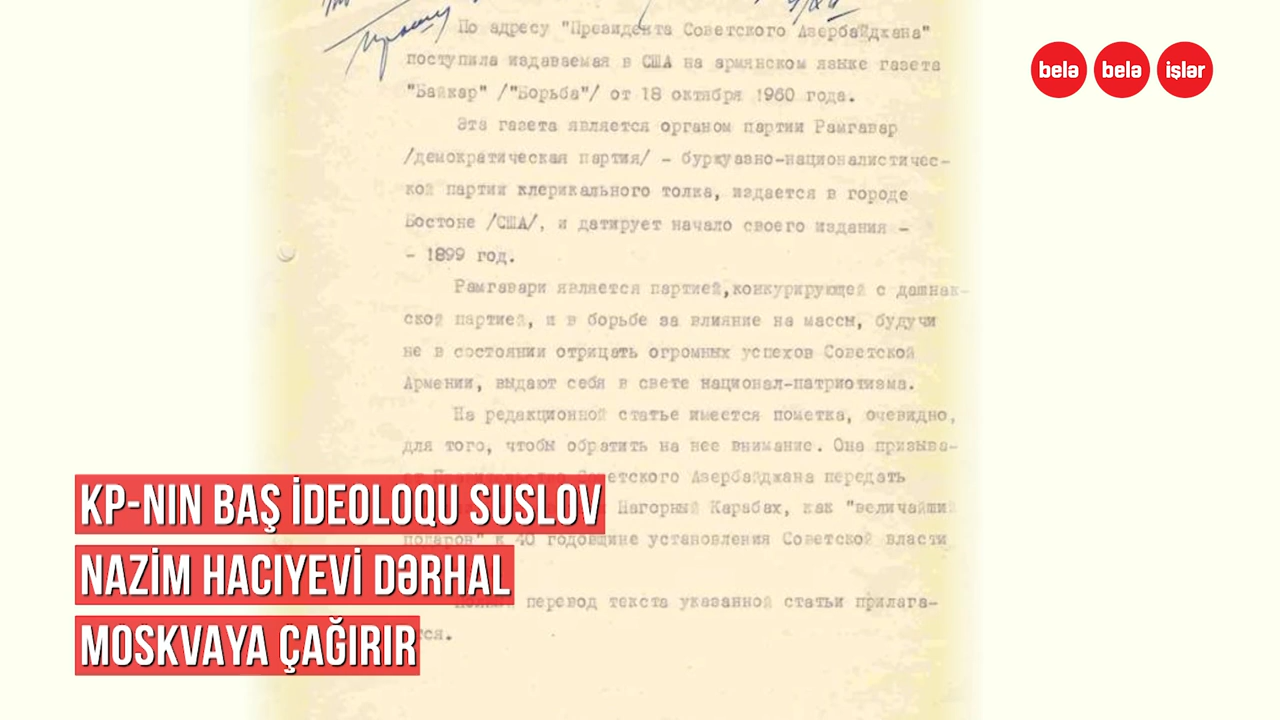 По адресу "Президента Советского Азербайджана"
поступила издаваемая в США на армянском языке газета
"Байкар" /"Борьба"/ от 18 октября 1960 года.
Эта газета является органом партии Рамгавар
/демократическая партия/ - буржуазно-националистичес-
кой партии клерикального толка, издается в городе
Бостоне /США/, и датирует начало своего издания -
- 1899 год.
Рамгавари является партией,конкурирующей с дашнак-
ской партией, и в борьбе за влияние на массы, будучи
не в состоянии отрицать огромных успехов Советской
Армении, выдают себя в свете национал-патриотизма.
На редакционной статье имеется пометка, очевидно,
для того, чтобы обратить на нее внимание. Она призыва-
Советского Азербайджана передать
Нагорный Карабах, как "величайший
подарок" к 40 годовщине установления Советской власти
перевод текста указанной статьи прилага-
belə belə işlər
KP-NIN BAŞ İDEOLOQU SUSLOV
NAZİM HACIYEVİ DƏRHAL
MOSKVAYA ÇAĞIRIR